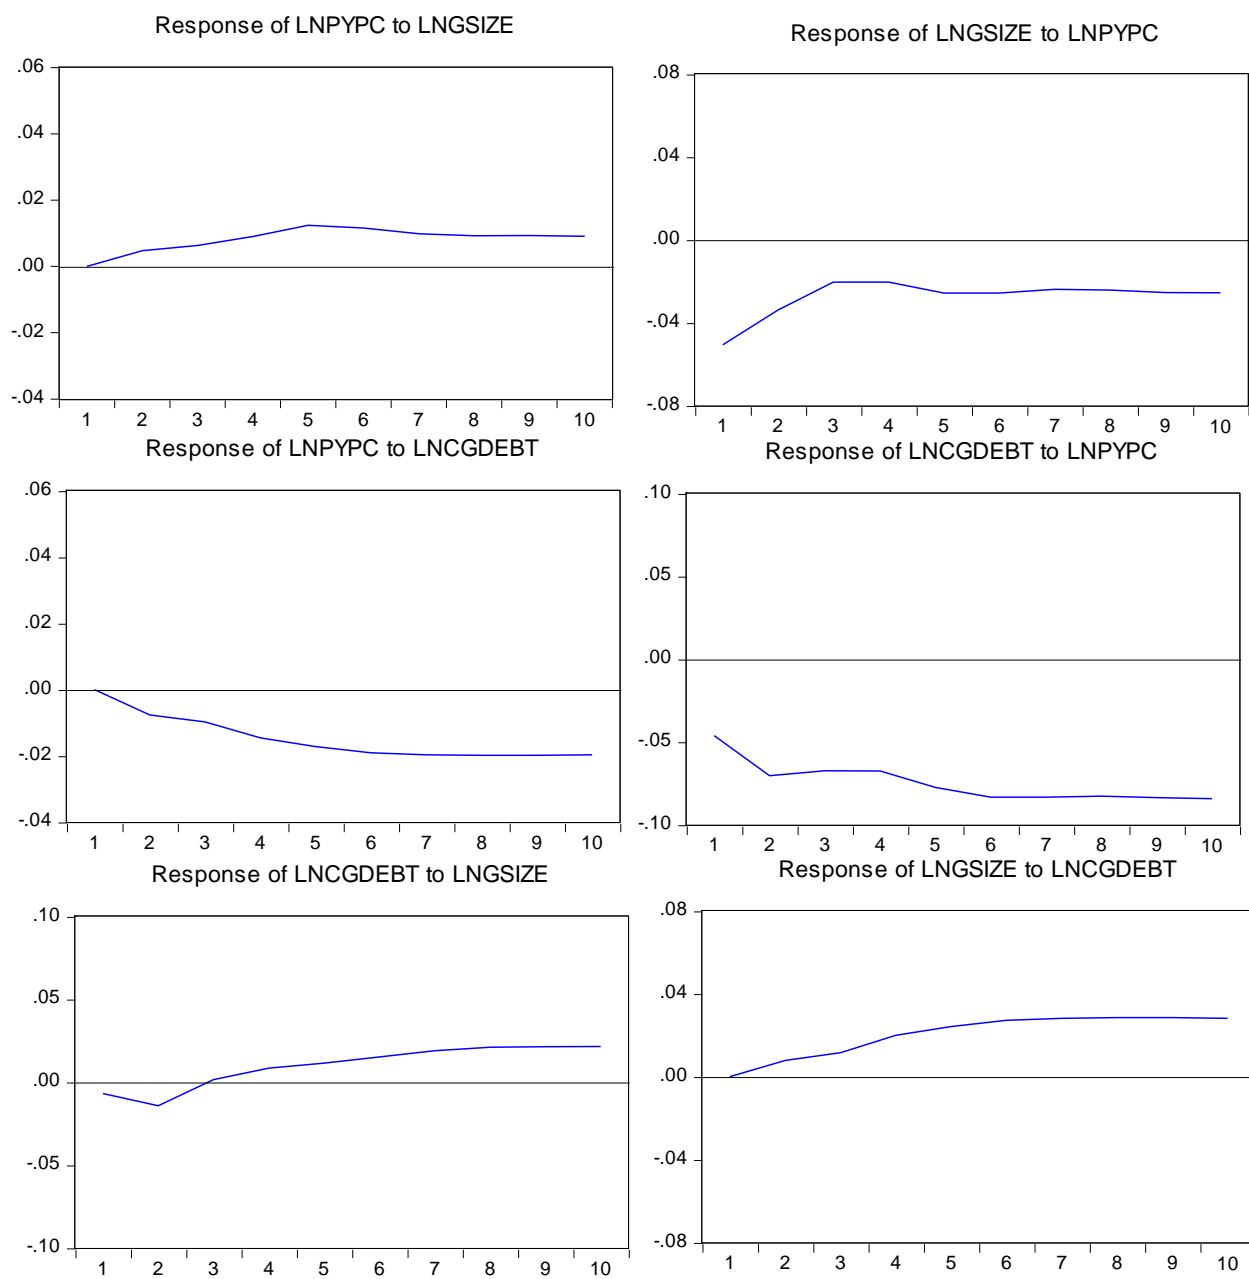 Response of LNPYPC to LNGSIZE
.06
.04
.02
.00
-.02
-.04
1 2 3 4 5 6 7 8 9 10
Response of LNGSIZE to LNPYPC
.08
.04
.00
-.04
-.08
1 2 3 4 5 6 7 8 9 10
Response of LNPYPC to LNCGDEBT
.06
.04
.02
.00
-.02
-.04
1 2 3 4 5 6 7 8 9 10
Response of LNCGDEBT to LNPYPC
.10
.05
.00
-.05
-.10
1 2 3 4 5 6 7 8 9 10
Response of LNCGDEBT to LNGSIZE
.10
.05
.00
-.05
-.10
1 2 3 4 5 6 7 8 9 10
Response of LNGSIZE to LNCGDEBT
.08
.04
.00
-.04
-.08
1 2 3 4 5 6 7 8 9 10